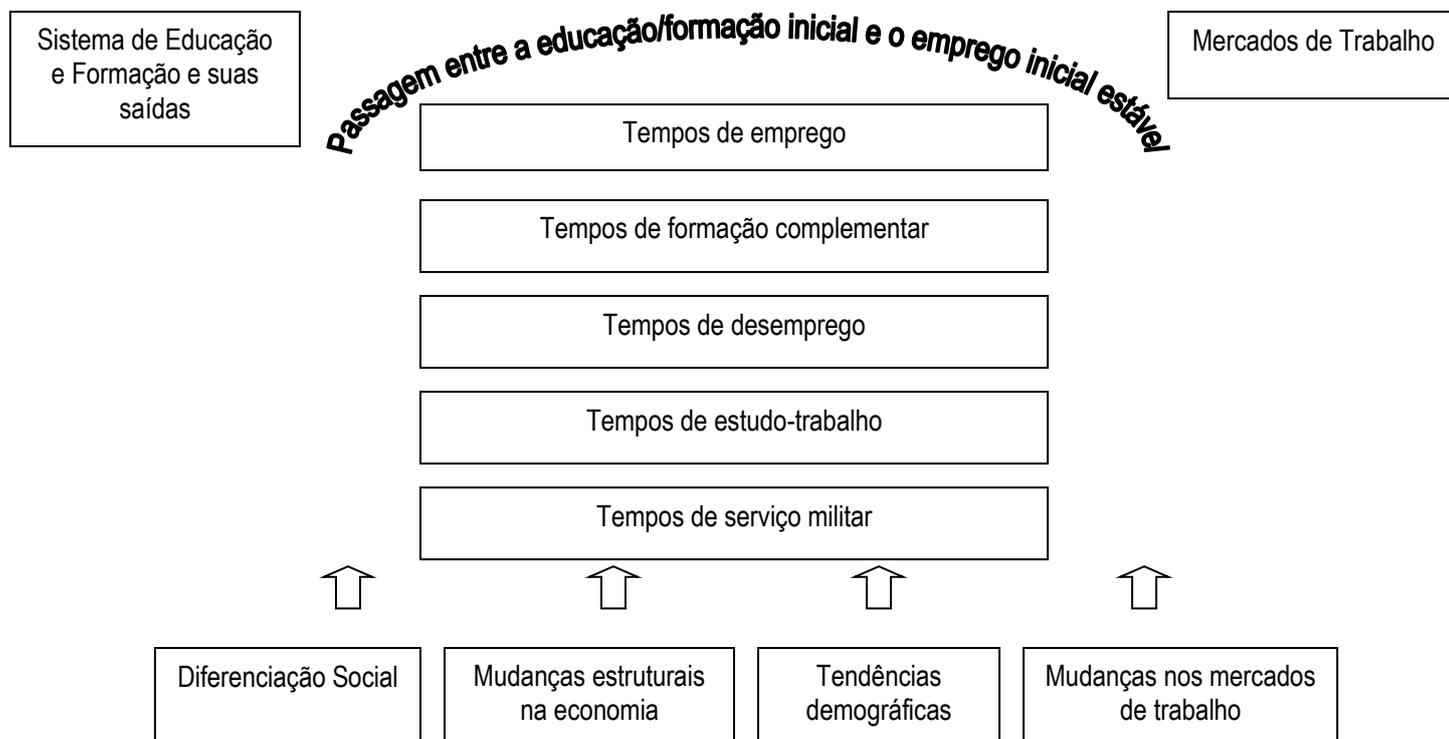 Sistema de Educação
e Formação e suas
saídas
Passagem entre a educação/formação inicial e o emprego inicial estável
Mercados de Trabalho
Tempos de emprego
Tempos de formação complementar
Tempos de desemprego
Tempos de estudo-trabalho
Tempos de serviço militar
Diferenciação Social
Mudanças estruturais
na economia
Tendências
demográficas
Mudanças nos mercados
de trabalho